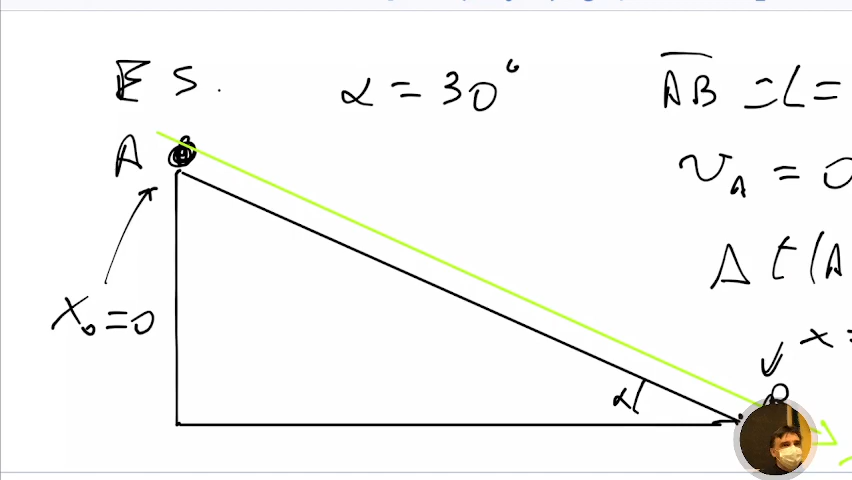 ES.
α = 30°
AB = L =
A
v_A = 0
Δt(A
x₀ = 0
x =
α